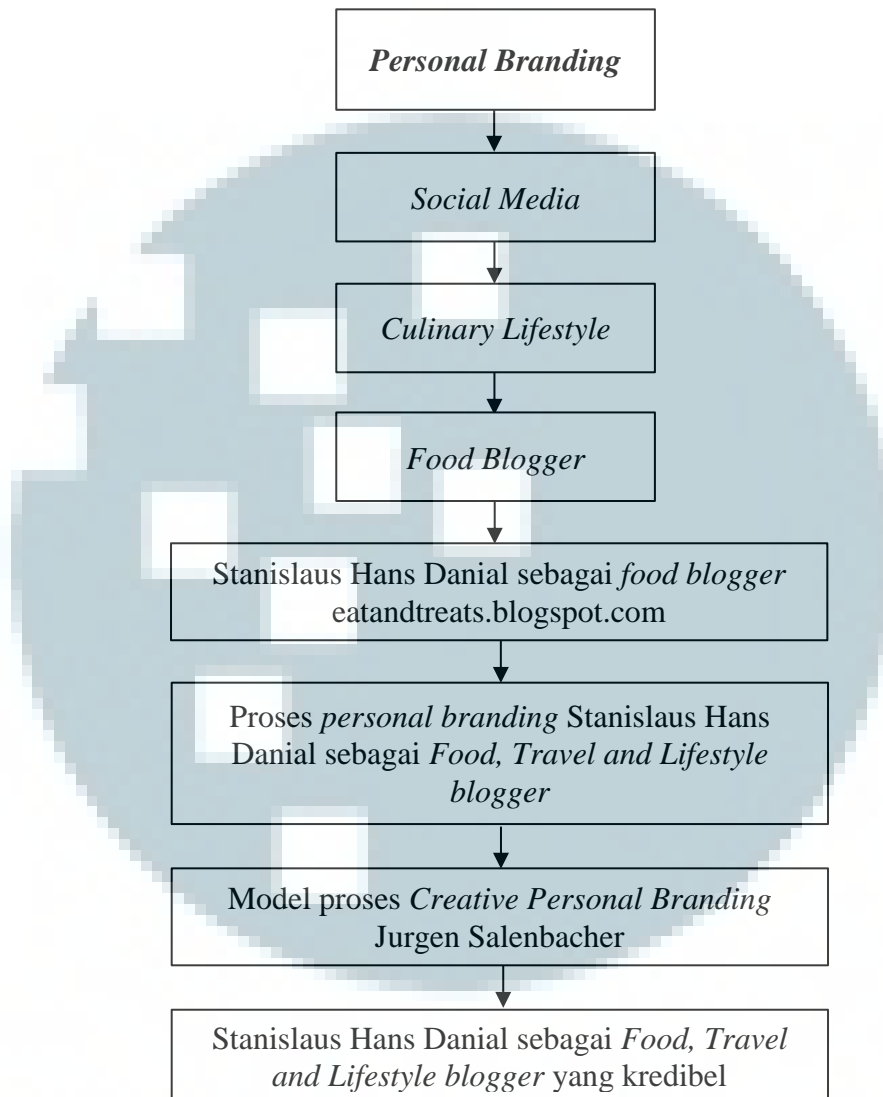 Personal Branding
Social Media
Culinary Lifestyle
Food Blogger
Stanislaus Hans Danial sebagai food blogger
eatandtreats.blogspot.com
Proses personal branding Stanislaus Hans
Danial sebagai Food, Travel and Lifestyle
blogger
Model proses Creative Personal Branding
Jurgen Salenbacher
Stanislaus Hans Danial sebagai Food, Travel
and Lifestyle blogger yang kredibel